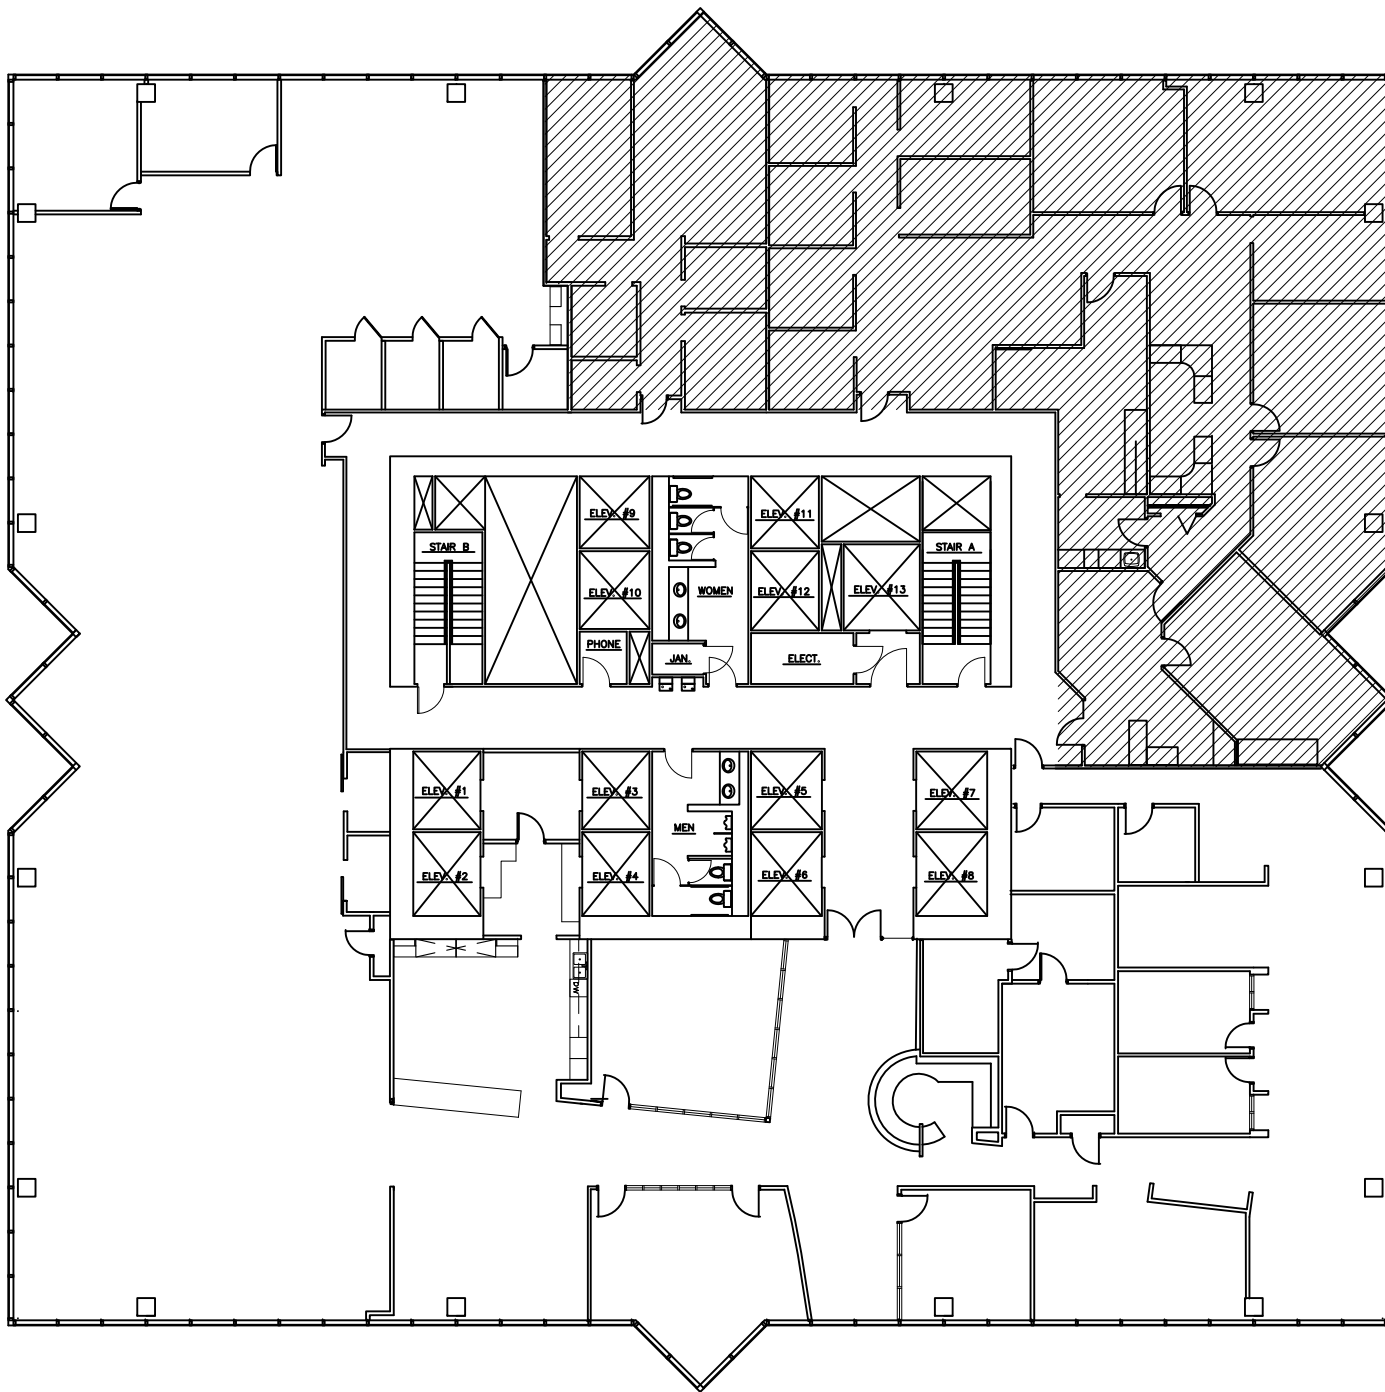 ELEV. #9
ELEV. #11
STAIR B
STAIR A
ELEV. #10
WOMEN
ELEV. #12
ELEV. #13
PHONE
JAN.
ELECT.
ELEV. #1
ELEV. #3
ELEV. #5
ELEV. #7
MEN
ELEV. #2
ELEV. #4
ELEV. #6
ELEV. #8
DW